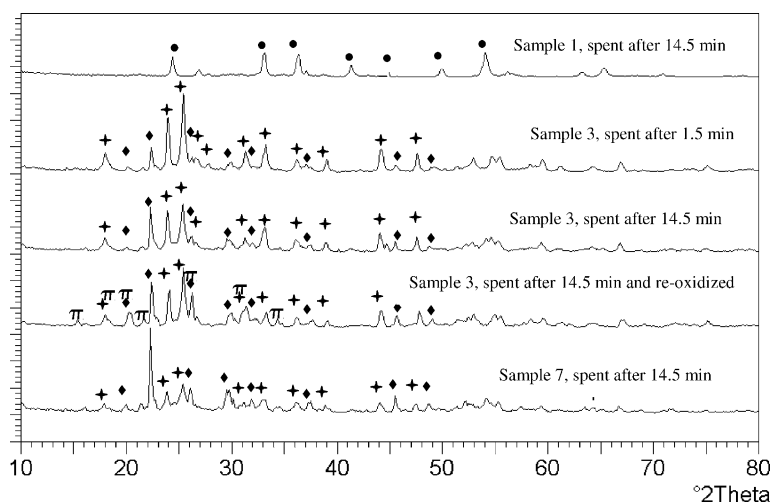 Sample 1, spent after 14.5 min
Sample 3, spent after 1.5 min
Sample 3, spent after 14.5 min
Sample 3, spent after 14.5 min and re-oxidized
π π π π π π π
Sample 7, spent after 14.5 min
10 20 30 40 50 60 70 80
°2Theta